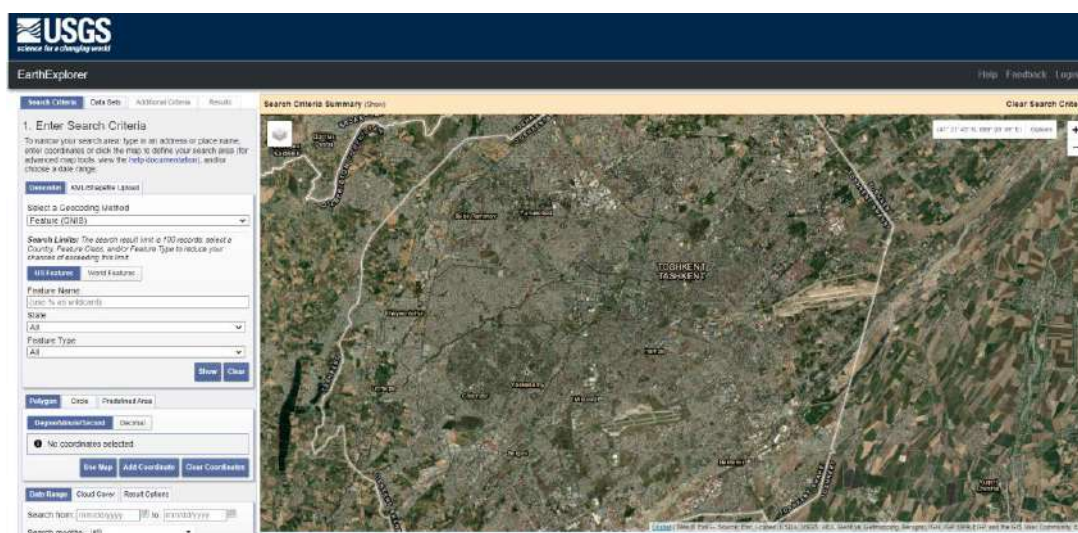 USGS
science for a changing world
EarthExplorer
Help Feedback Login
Search Criteria Data Sets Additional Criteria Results
1. Enter Search Criteria
To narrow your search area: type in an address or place name,
enter coordinates or click the map to define your search area (for
advanced map tools, view the help documentation), and/or
choose a date range.
Geocoder KML/Shapefile Upload
Select a Geocoding Method
Feature (GNIS)
Search Limits: The search result limit is 100 records; select a
Country, Feature Class, and/or Feature Type to reduce your
chances of exceeding this limit.
US Features World Features
Feature Name
(use % as wildcard)
State
All
Feature Type
All
Show Clear
Polygon Circle Predefined Area
Degree/Minute/Second Decimal
No coordinates selected.
Use Map Add Coordinate Clear Coordinates
Date Range Cloud Cover Result Options
Search from: mm/dd/yyyy to: mm/dd/yyyy
Search months: (all)
Search Criteria Summary (Show)
Clear Search Crite
Options
TOSHKENT
TASHKENT